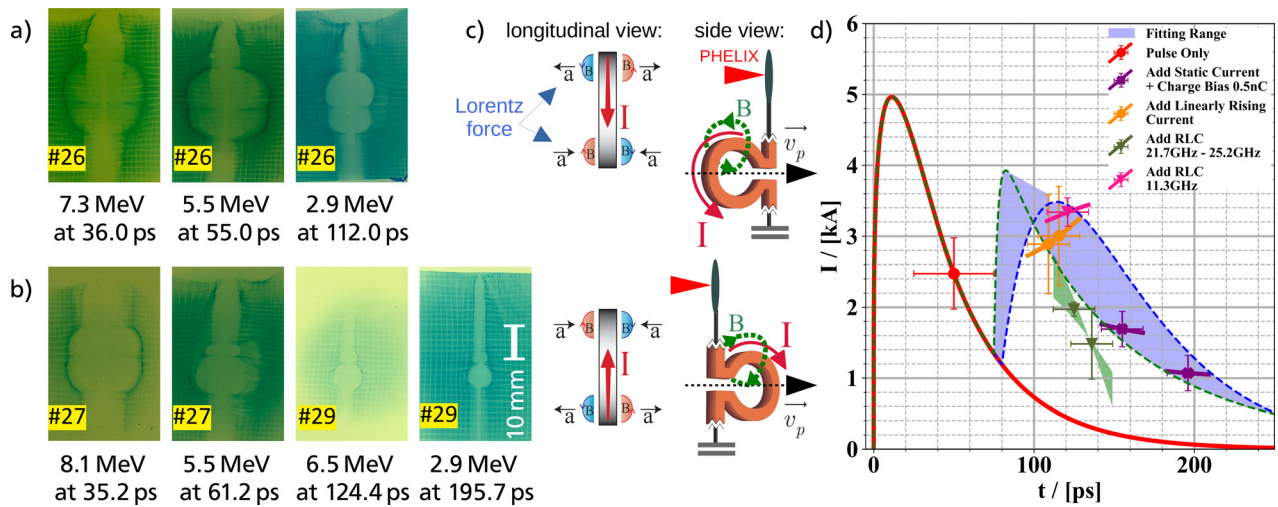 a)
#26
#26
#26
7.3 MeV
at 36.0 ps
5.5 MeV
at 55.0 ps
2.9 MeV
at 112.0 ps
b)
#27
#27
#29
#29
10 mm
8.1 MeV
at 35.2 ps
5.5 MeV
at 61.2 ps
6.5 MeV
at 124.4 ps
2.9 MeV
at 195.7 ps
c)
longitudinal view:
side view:
a B B a
Lorentz
force
I
a B B a
PHELIX
B
v_p
I
a B B a
I
a B B a
B I
v_p
d)
I / [kA]
6
5
4
3
2
1
0
0 100 200
t / [ps]
Fitting Range
Pulse Only
Add Static Current
+ Charge Bias 0.5nC
Add Linearly Rising
Current
Add RLC
21.7GHz - 25.2GHz
Add RLC
11.3GHz